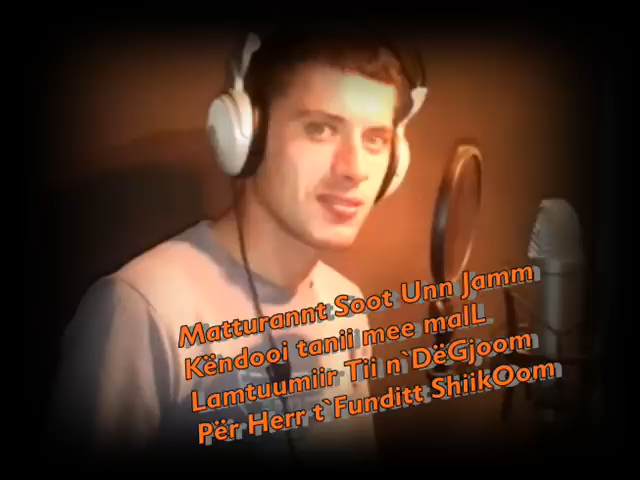 Matturannt Soot Unn Jamm
Këndooi tanii mee malL
Lamtuumiir Tii n`DëGjoom
Për Herr t`Funditt ShiikOom